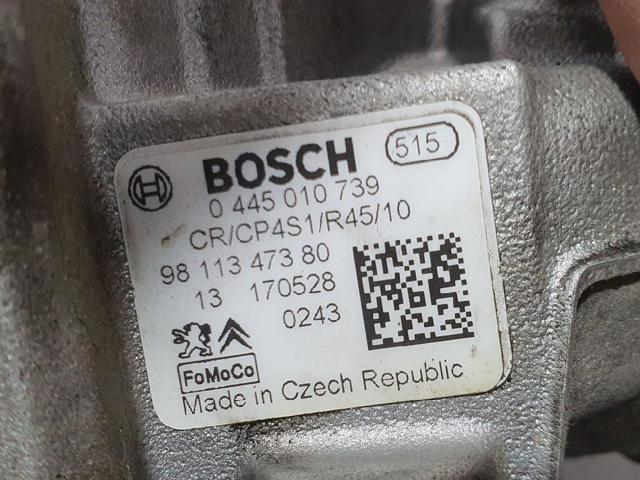 BOSCH 515
0 445 010 739
CR/CP4S1/R45/10
98 113 473 80
13 170528
0243
FoMoCo
Made in Czech Republic